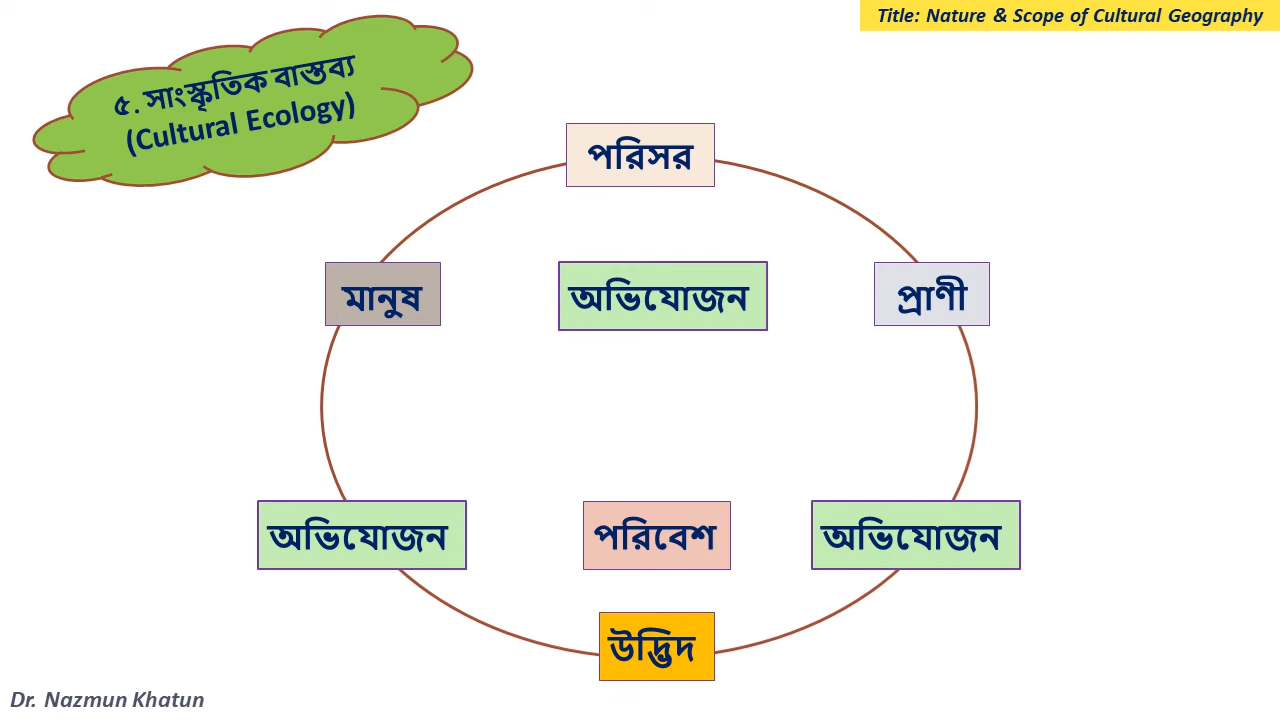 Title: Nature & Scope of Cultural Geography
৫. সাংস্কৃতিক বাস্তব্য
(Cultural Ecology)
পরিসর
মানুষ
অভিযোজন
প্রাণী
অভিযোজন
পরিবেশ
অভিযোজন
উদ্ভিদ
Dr. Nazmun Khatun